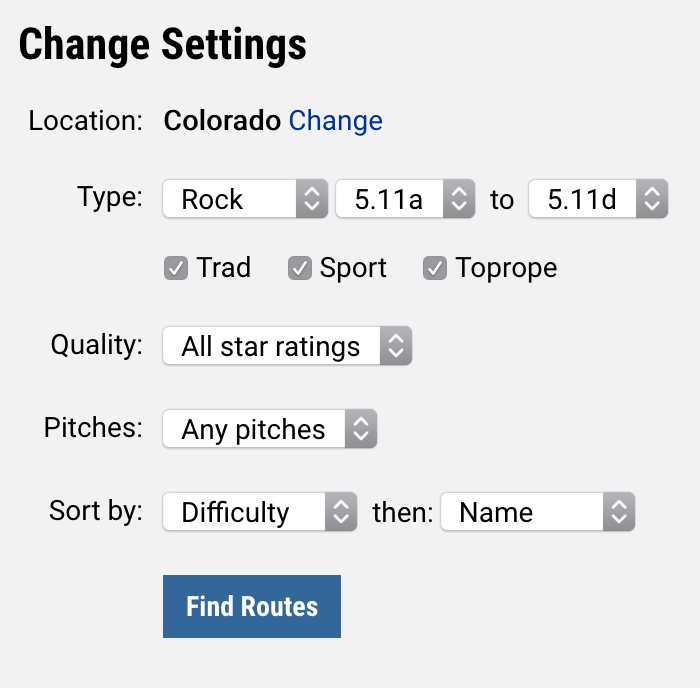 Change Settings
Location: Colorado Change
Type: Rock 5.11a to 5.11d
Trad Sport Toprope
Quality: All star ratings
Pitches: Any pitches
Sort by: Difficulty then: Name
Find Routes